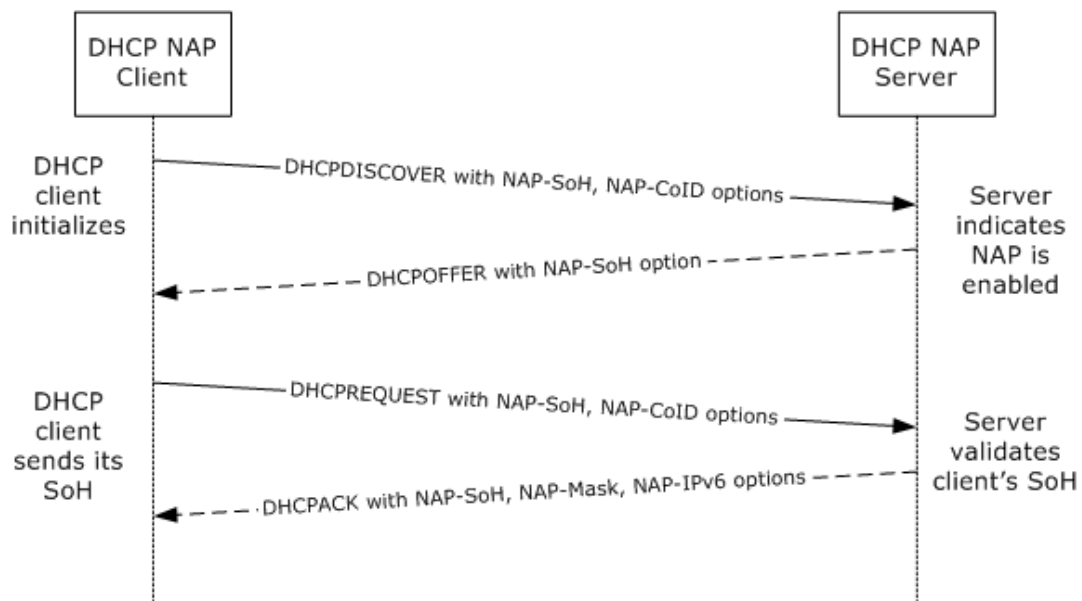 DHCP NAP
Client
DHCP NAP
Server
DHCP
client
initializes
DHCPDISCOVER with NAP-SoH, NAP-CoID options
Server
indicates
NAP is
enabled
DHCPOFFER with NAP-SoH option
DHCP
client
sends its
SoH
DHCPREQUEST with NAP-SoH, NAP-CoID options
Server
validates
client's SoH
DHCPACK with NAP-SoH, NAP-Mask, NAP-IPv6 options